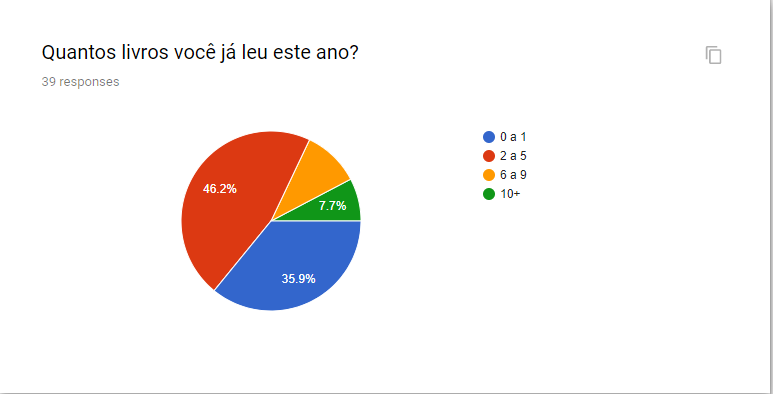 Quantos livros você já leu este ano?
39 responses
0 a 1
2 a 5
6 a 9
10+
46.2%
7.7%
35.9%